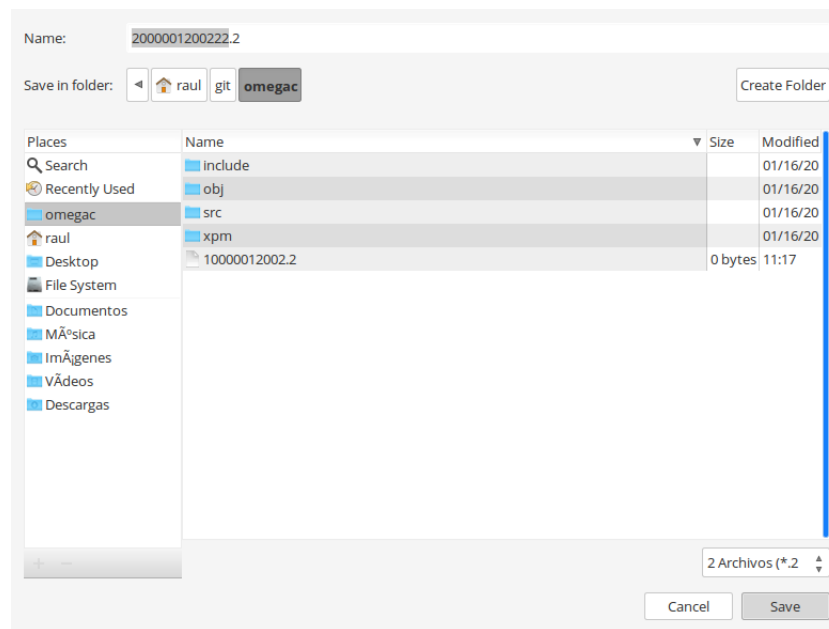 Name: 2000001200222.2
Save in folder: raul git omegac Create Folder
Places Name Size Modified
Search include 01/16/20
Recently Used obj 01/16/20
omegac src 01/16/20
raul xpm 01/16/20
Desktop 10000012002.2 0 bytes 11:17
File System
Documentos
MÃºsica
ImÃ¡genes
VÃ­deos
Descargas
2 Archivos (*.2
Cancel Save